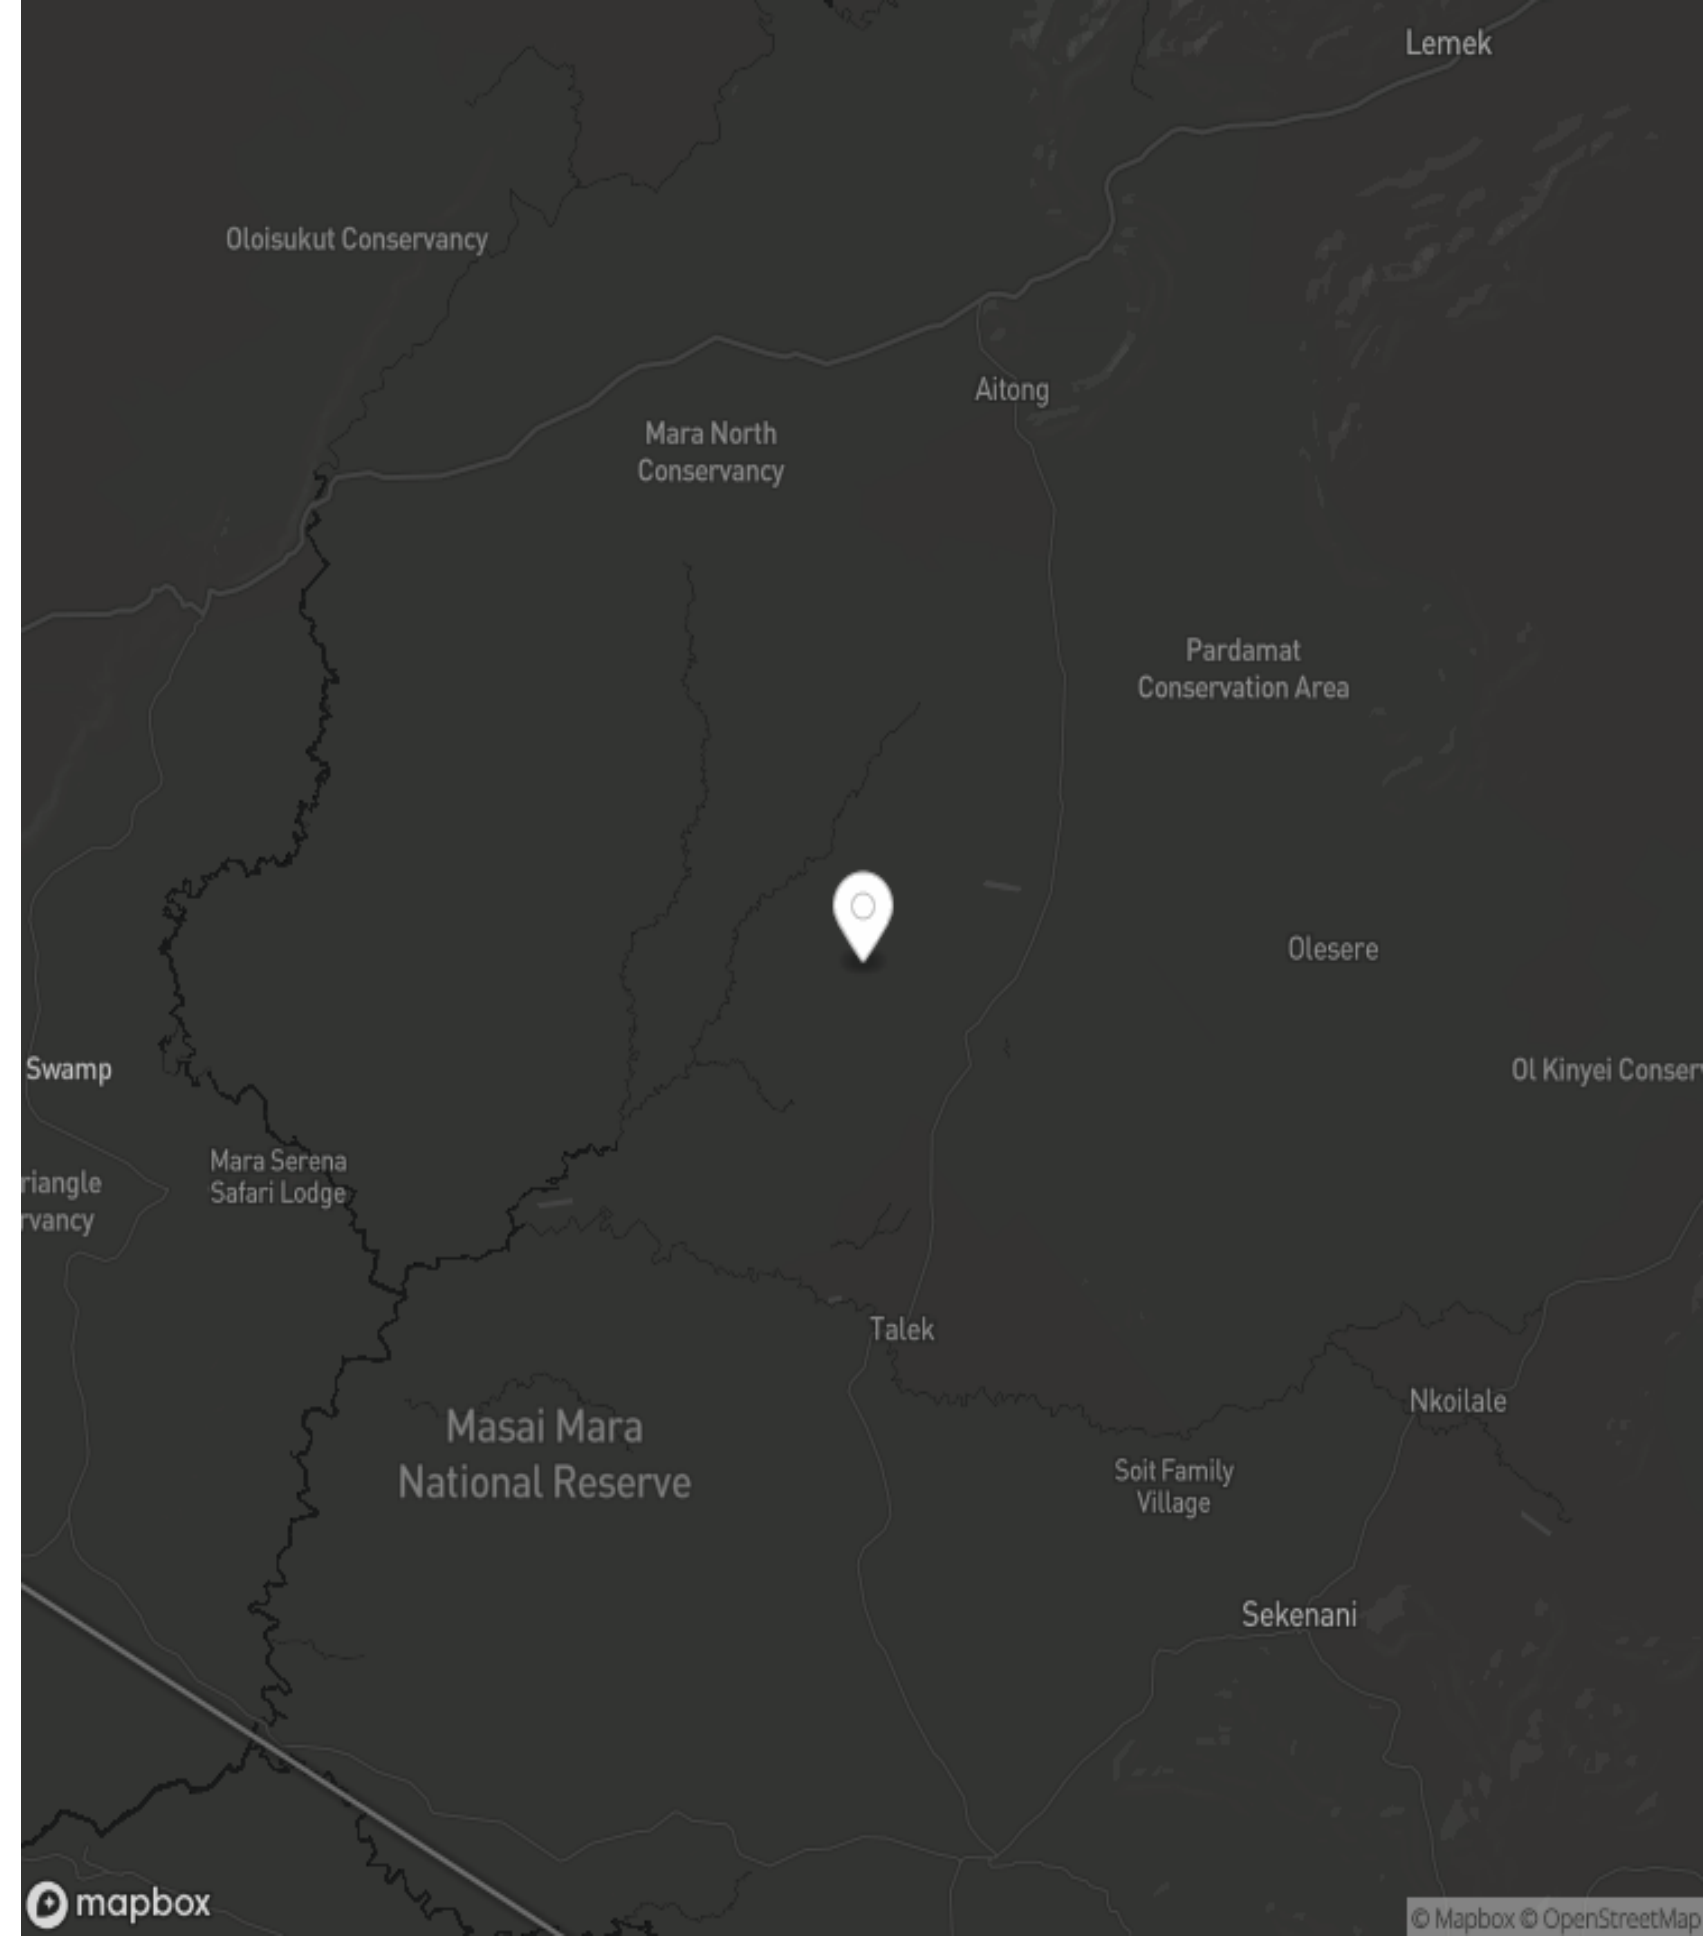 Lemek
Oloisukut Conservancy
Aitong
Mara North
Conservancy
Pardamat
Conservation Area
Olesere
Swamp
Ol Kinyei Conserv
Mara Serena
Safari Lodge
riangle
rvancy
Talek
Nkoilale
Masai Mara
National Reserve
Soit Family
Village
Sekenani
mapbox
© Mapbox © OpenStreetMap